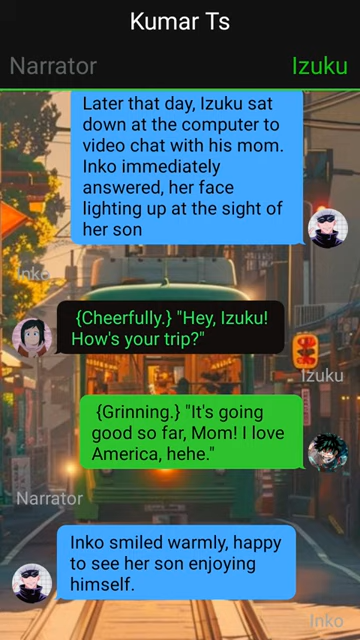 Kumar Ts
Narrator
Izuku
Later that day, Izuku sat
down at the computer to
video chat with his mom.
Inko immediately
answered, her face
lighting up at the sight of
her son
Inko
{Cheerfully.} "Hey, Izuku!
How's your trip?"
Izuku
{Grinning.} "It's going
good so far, Mom! I love
America, hehe."
Narrator
Inko smiled warmly, happy
to see her son enjoying
himself.
Inko